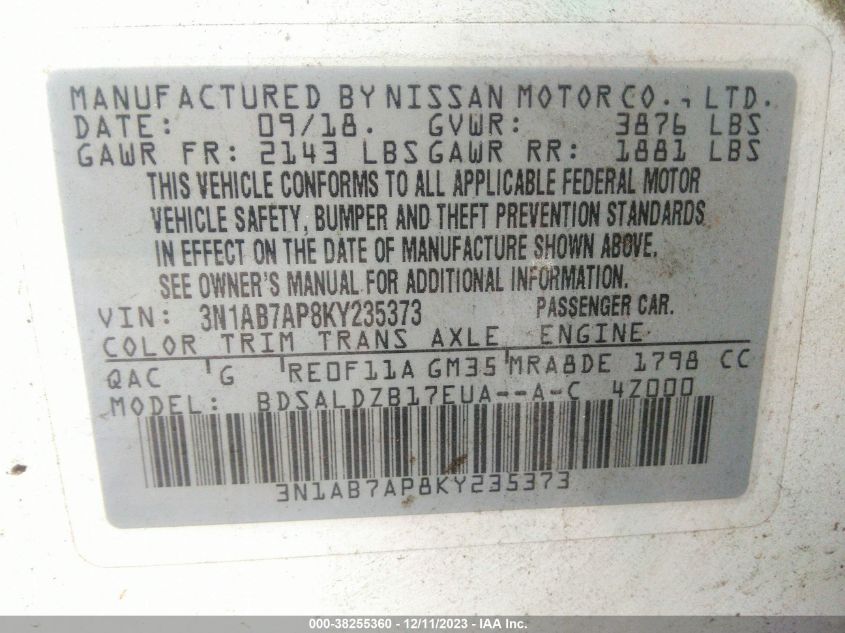 MANUFACTURED BY NISSAN MOTOR CO., LTD.
DATE: 09/18. GVWR: 3876 LBS
GAWR FR: 2143 LBS GAWR RR: 1881 LBS
THIS VEHICLE CONFORMS TO ALL APPLICABLE FEDERAL MOTOR
VEHICLE SAFETY, BUMPER AND THEFT PREVENTION STANDARDS
IN EFFECT ON THE DATE OF MANUFACTURE SHOWN ABOVE.
SEE OWNER'S MANUAL FOR ADDITIONAL INFORMATION.
VIN: 3N1AB7AP8KY235373 PASSENGER CAR.
COLOR TRIM TRANS AXLE ENGINE
QAC G RE0F11A GM35 MRA8DE 1798 CC
MODEL: BDSALDZB17EUA--A-C 4Z000
3N1AB7AP8KY235373
000-38255360 - 12/11/2023 - IAA Inc.